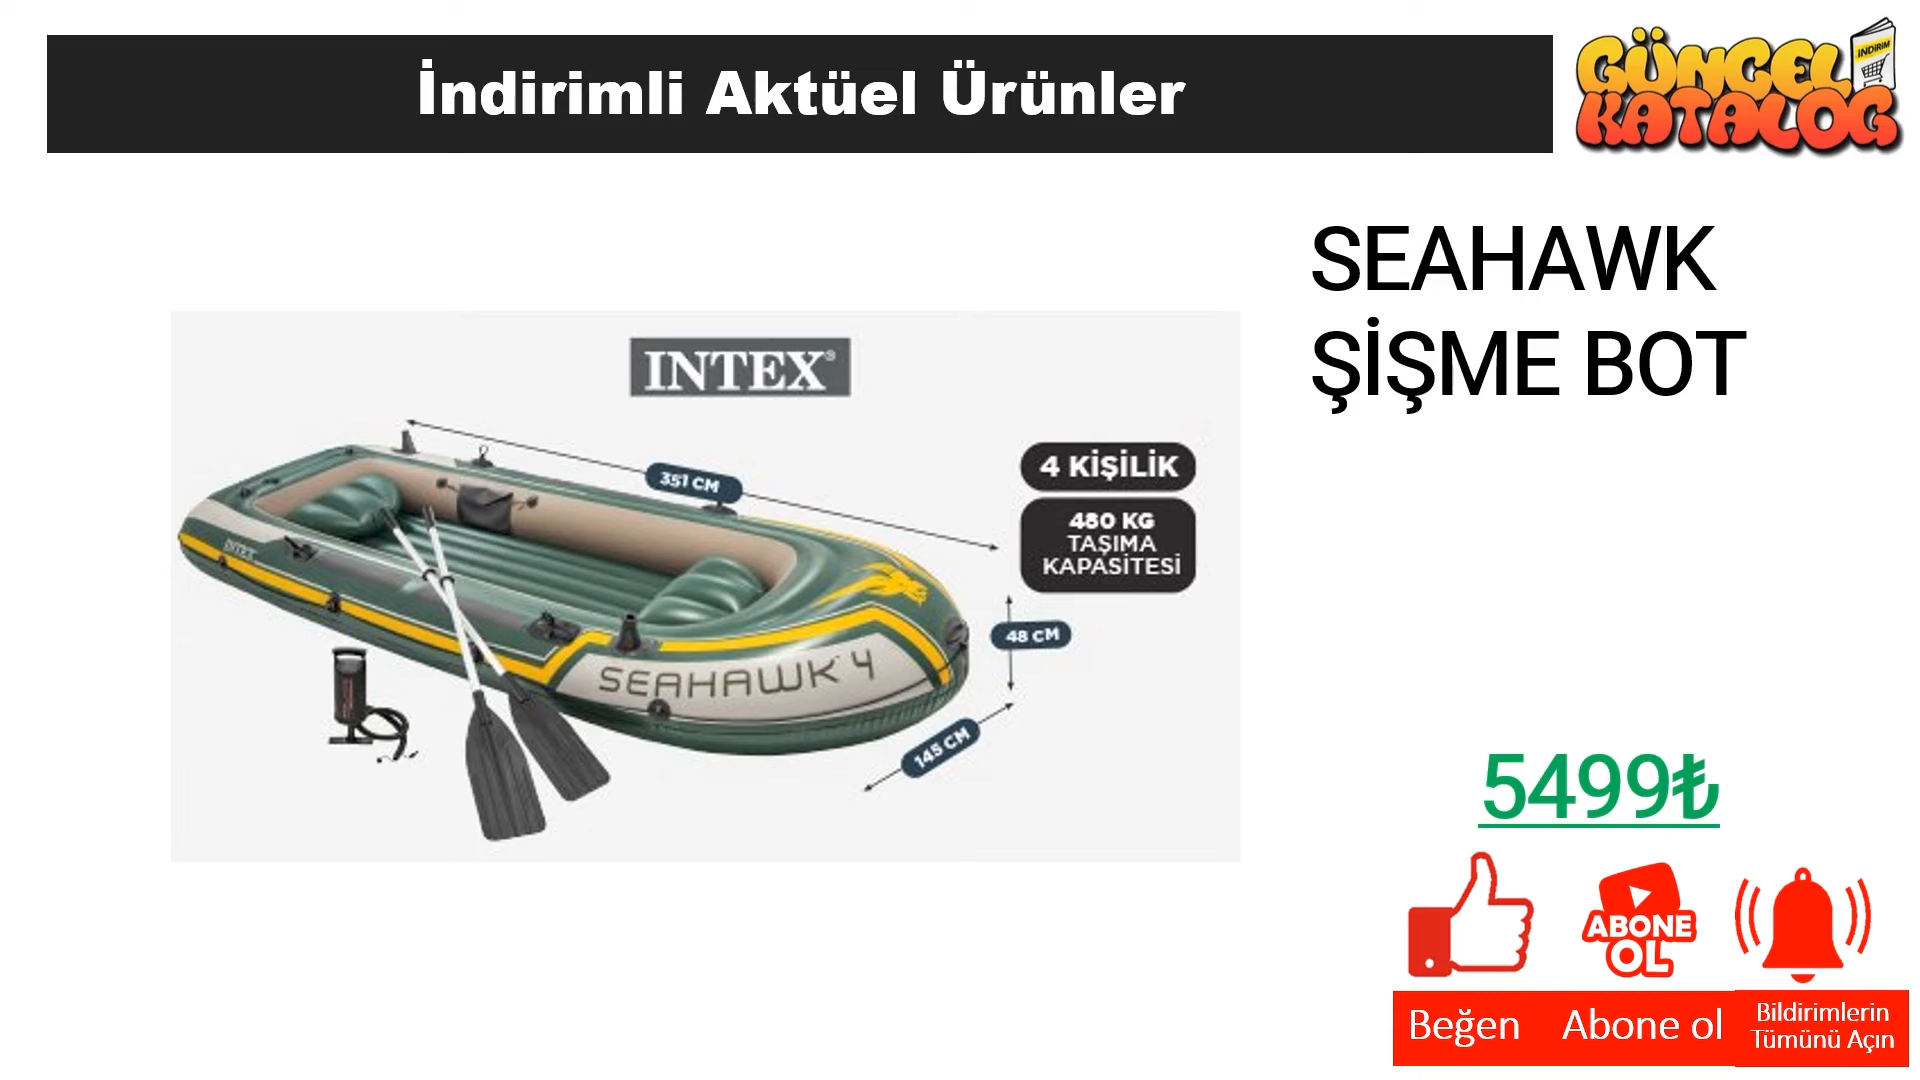 İndirimli Aktüel Ürünler
İNDİRİM
GÜNCEL
KATALOG
SEAHAWK
ŞİŞME BOT
INTEX®
351 CM
4 KİŞİLİK
480 KG
TAŞIMA
KAPASİTESİ
INTEX
48 CM
SEAHAWK 4
145 CM
5499₺
ABONE
OL
Beğen
Abone ol
Bildirimlerin
Tümünü Açın